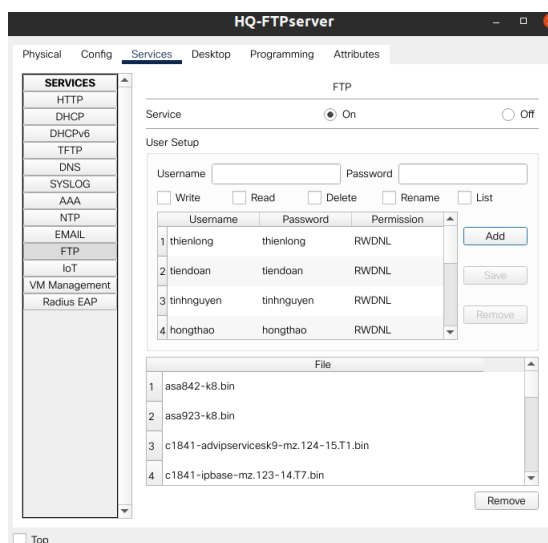 HQ-FTPserver
Physical Config Services Desktop Programming Attributes
SERVICES
HTTP
DHCP
DHCPv6
TFTP
DNS
SYSLOG
AAA
NTP
EMAIL
FTP
IoT
VM Management
Radius EAP
FTP
Service On Off
User Setup
Username Password
Write Read Delete Rename List
Username Password Permission
1 thienlong thienlong RWDNL
2 tiendoan tiendoan RWDNL
3 tinhnguyen tinhnguyen RWDNL
4 hongthao hongthao RWDNL
Add
Save
Remove
File
1 asa842-k8.bin
2 asa923-k8.bin
3 c1841-advipservicesk9-mz.124-15.T1.bin
4 c1841-ipbase-mz.123-14.T7.bin
Remove
Top